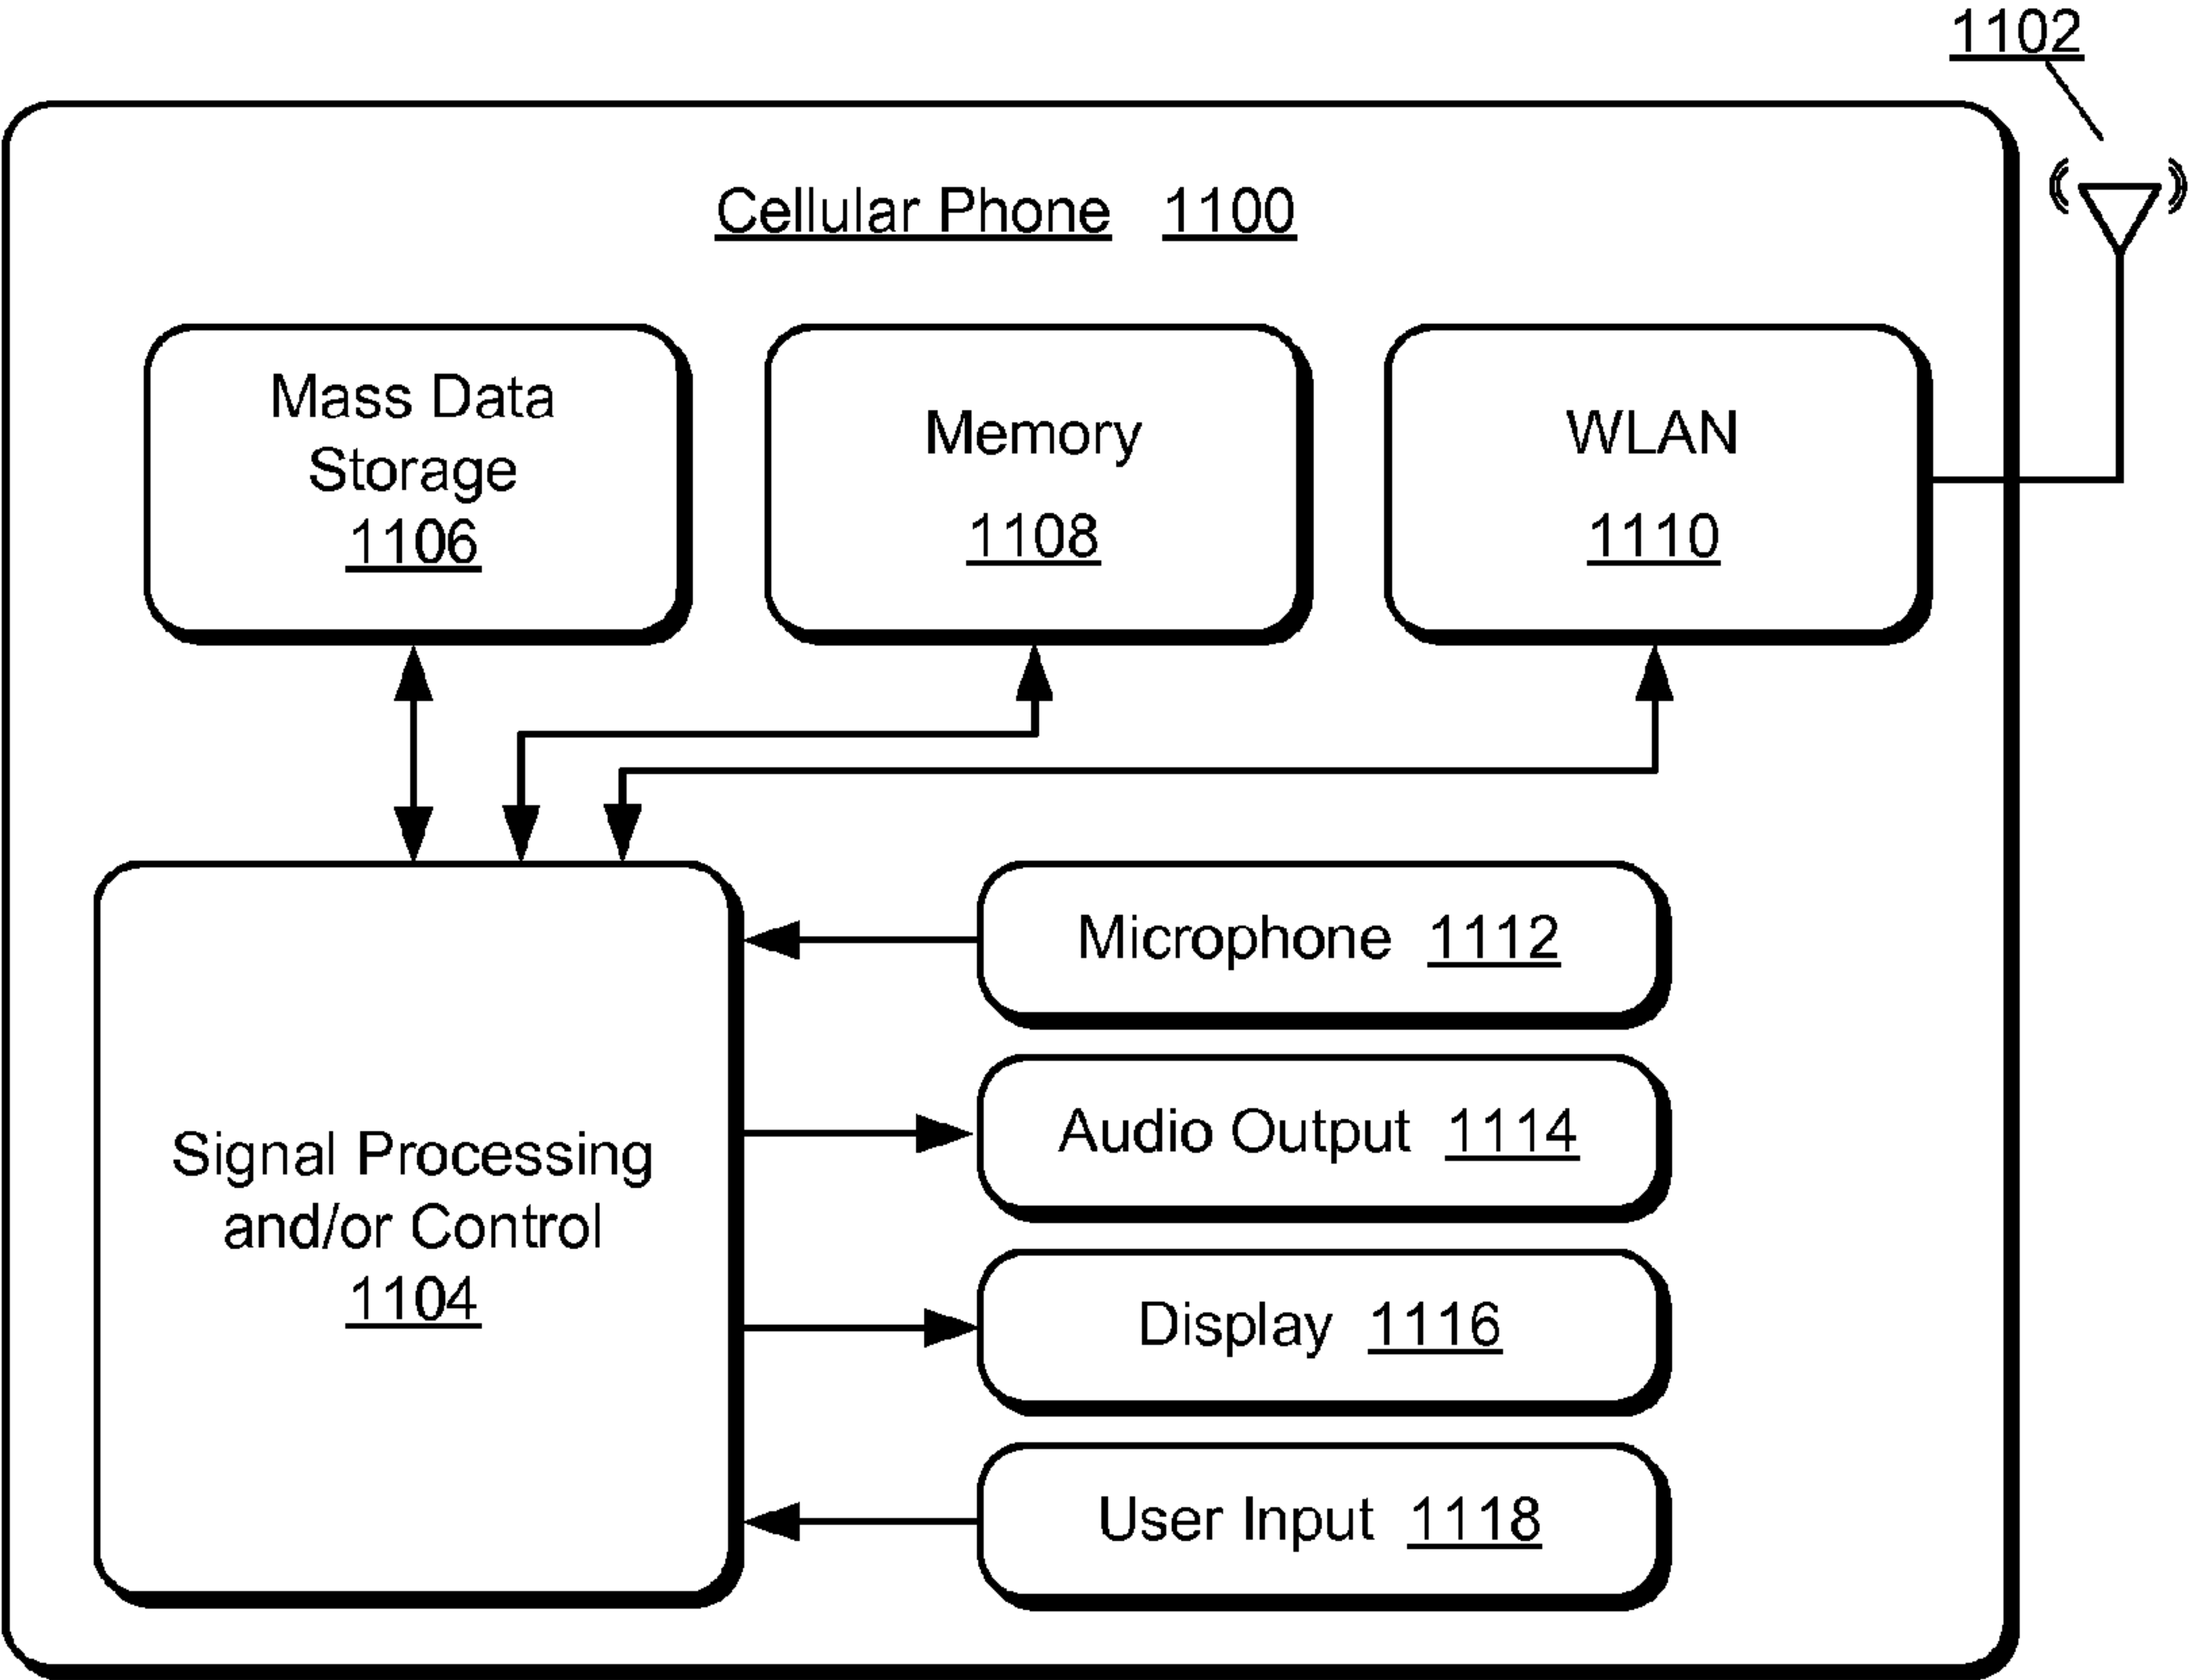 1102
Cellular Phone 1100
Mass Data
Storage
1106
Memory
1108
WLAN
1110
Signal Processing
and/or Control
1104
Microphone 1112
Audio Output 1114
Display 1116
User Input 1118